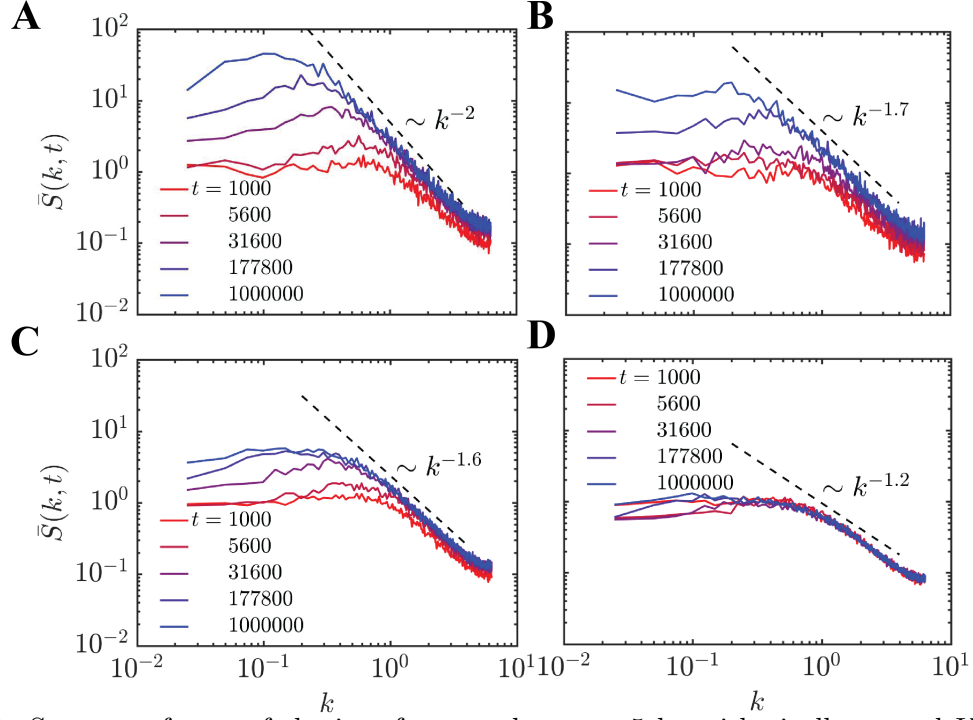 A
B
10^2
10^1
10^0
10^{-1}
10^{-2}
\bar{S}(k, t)
~ k^{-2}
t = 1000
5600
31600
177800
1000000
~ k^{-1.7}
t = 1000
5600
31600
177800
1000000
C
D
10^2
10^1
10^0
10^{-1}
10^{-2}
\bar{S}(k, t)
~ k^{-1.6}
t = 1000
5600
31600
177800
1000000
t = 1000
5600
31600
177800
1000000
~ k^{-1.2}
10^{-2} 10^{-1} 10^0 10^1
10^{-2} 10^{-1} 10^0 10^1
k
k